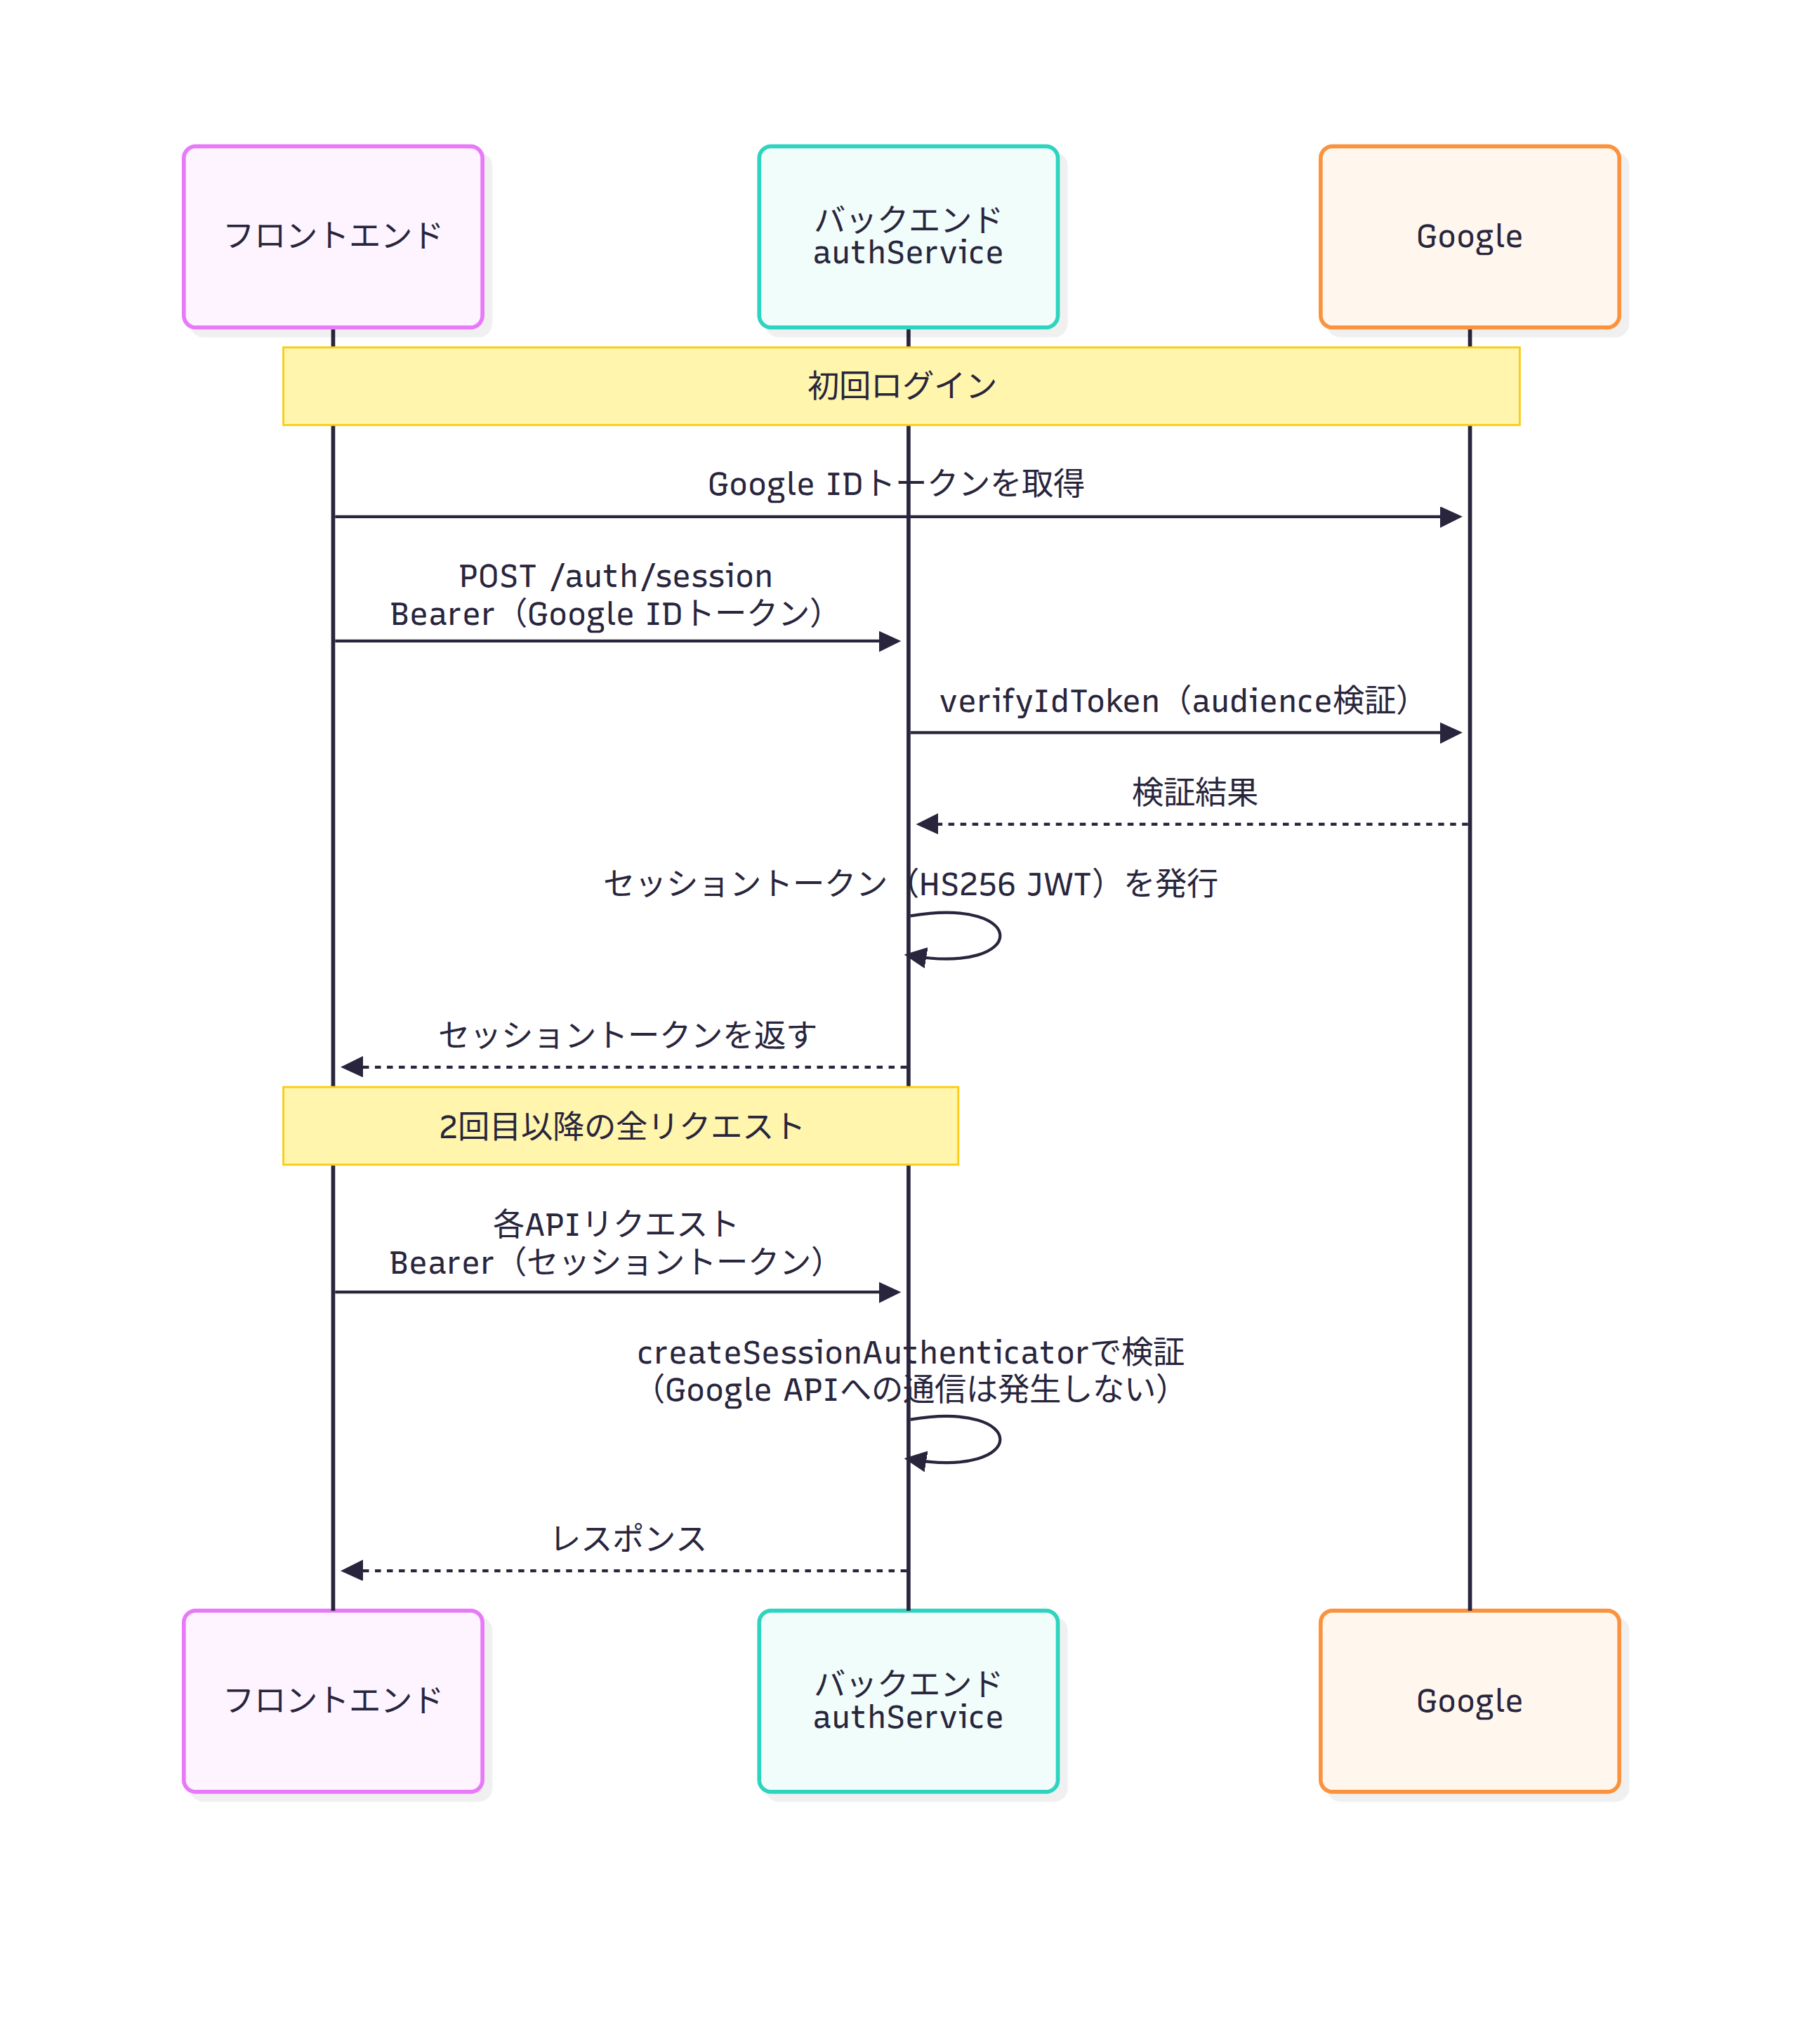 フロントエンド
バックエンド
authService
Google
初回ログイン
Google IDトークンを取得
POST /auth/session
Bearer（Google IDトークン）
verifyIdToken（audience検証）
検証結果
セッショントークン（HS256 JWT）を発行
セッショントークンを返す
2回目以降の全リクエスト
各APIリクエスト
Bearer（セッショントークン）
createSessionAuthenticatorで検証
（Google APIへの通信は発生しない）
レスポンス
フロントエンド
バックエンド
authService
Google